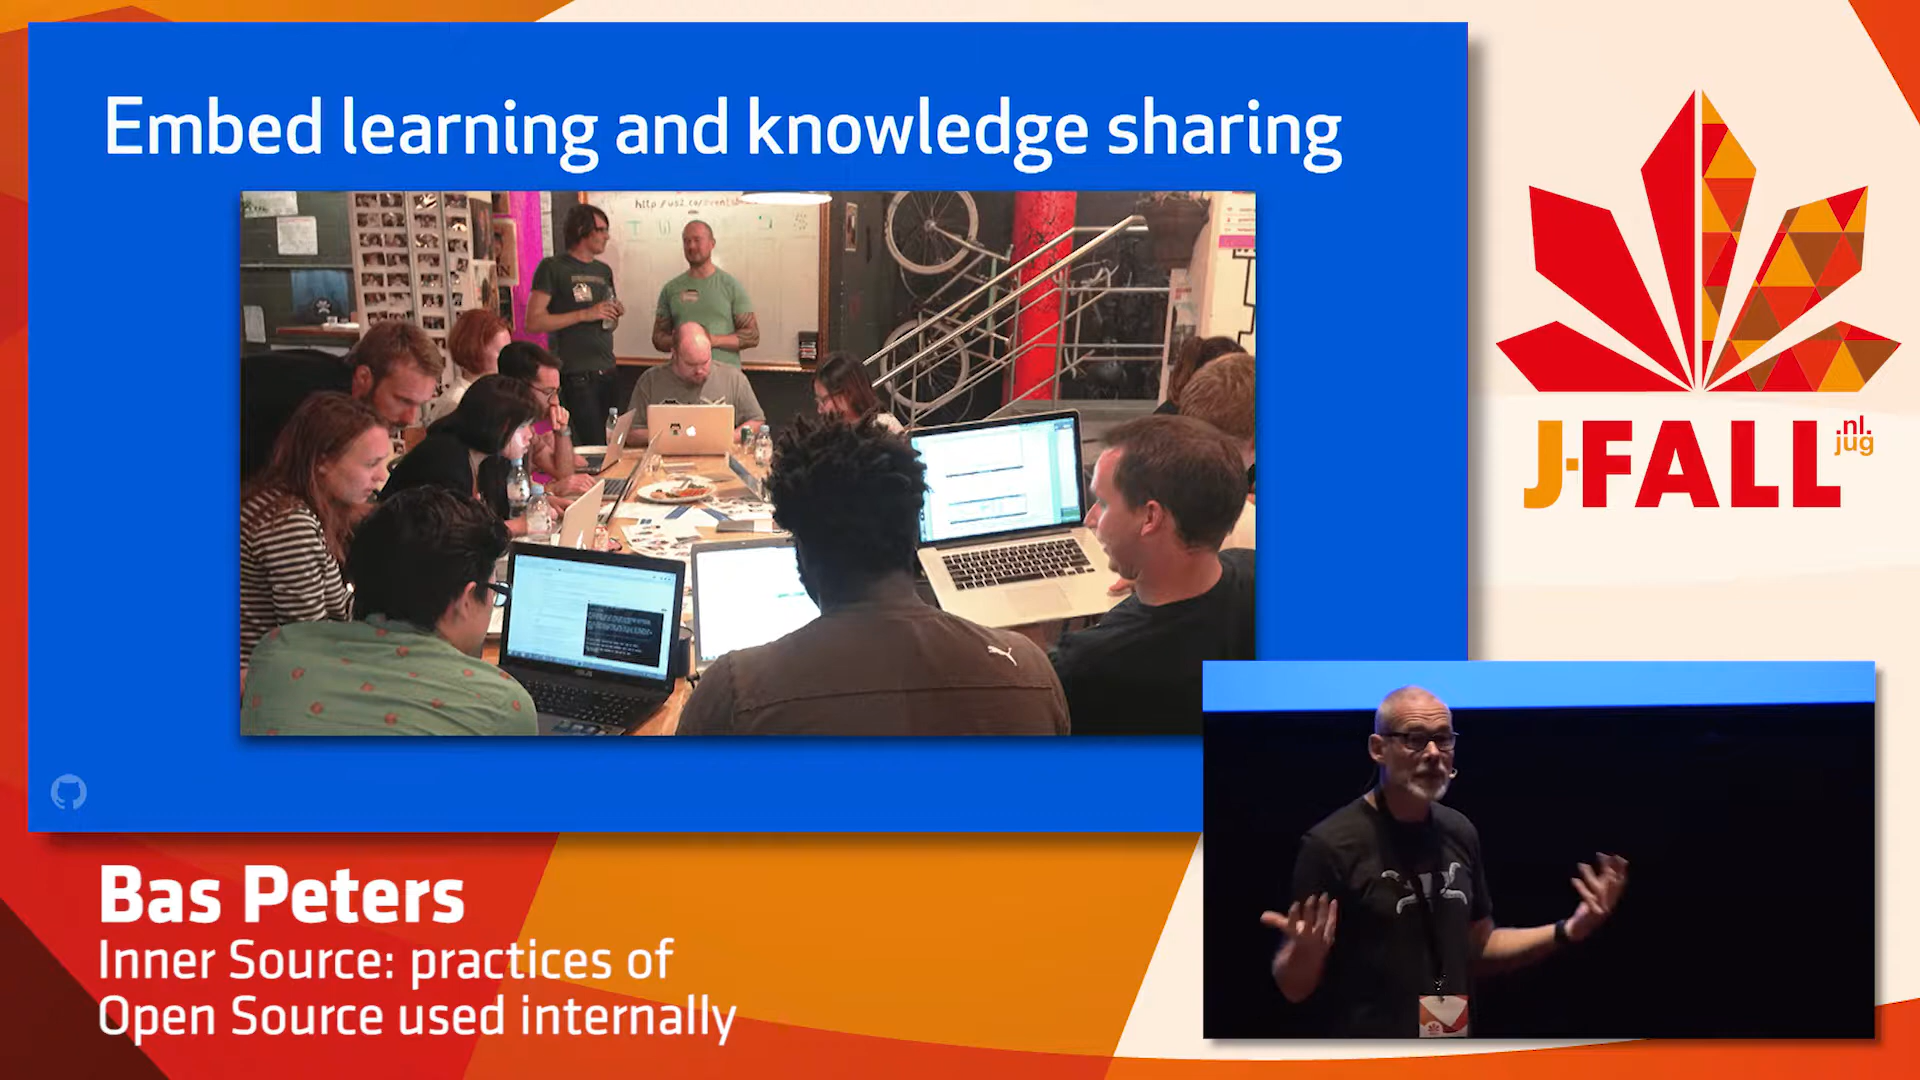 Embed learning and knowledge sharing
J·FALL
.nl.
jug
Bas Peters
Inner Source: practices of
Open Source used internally